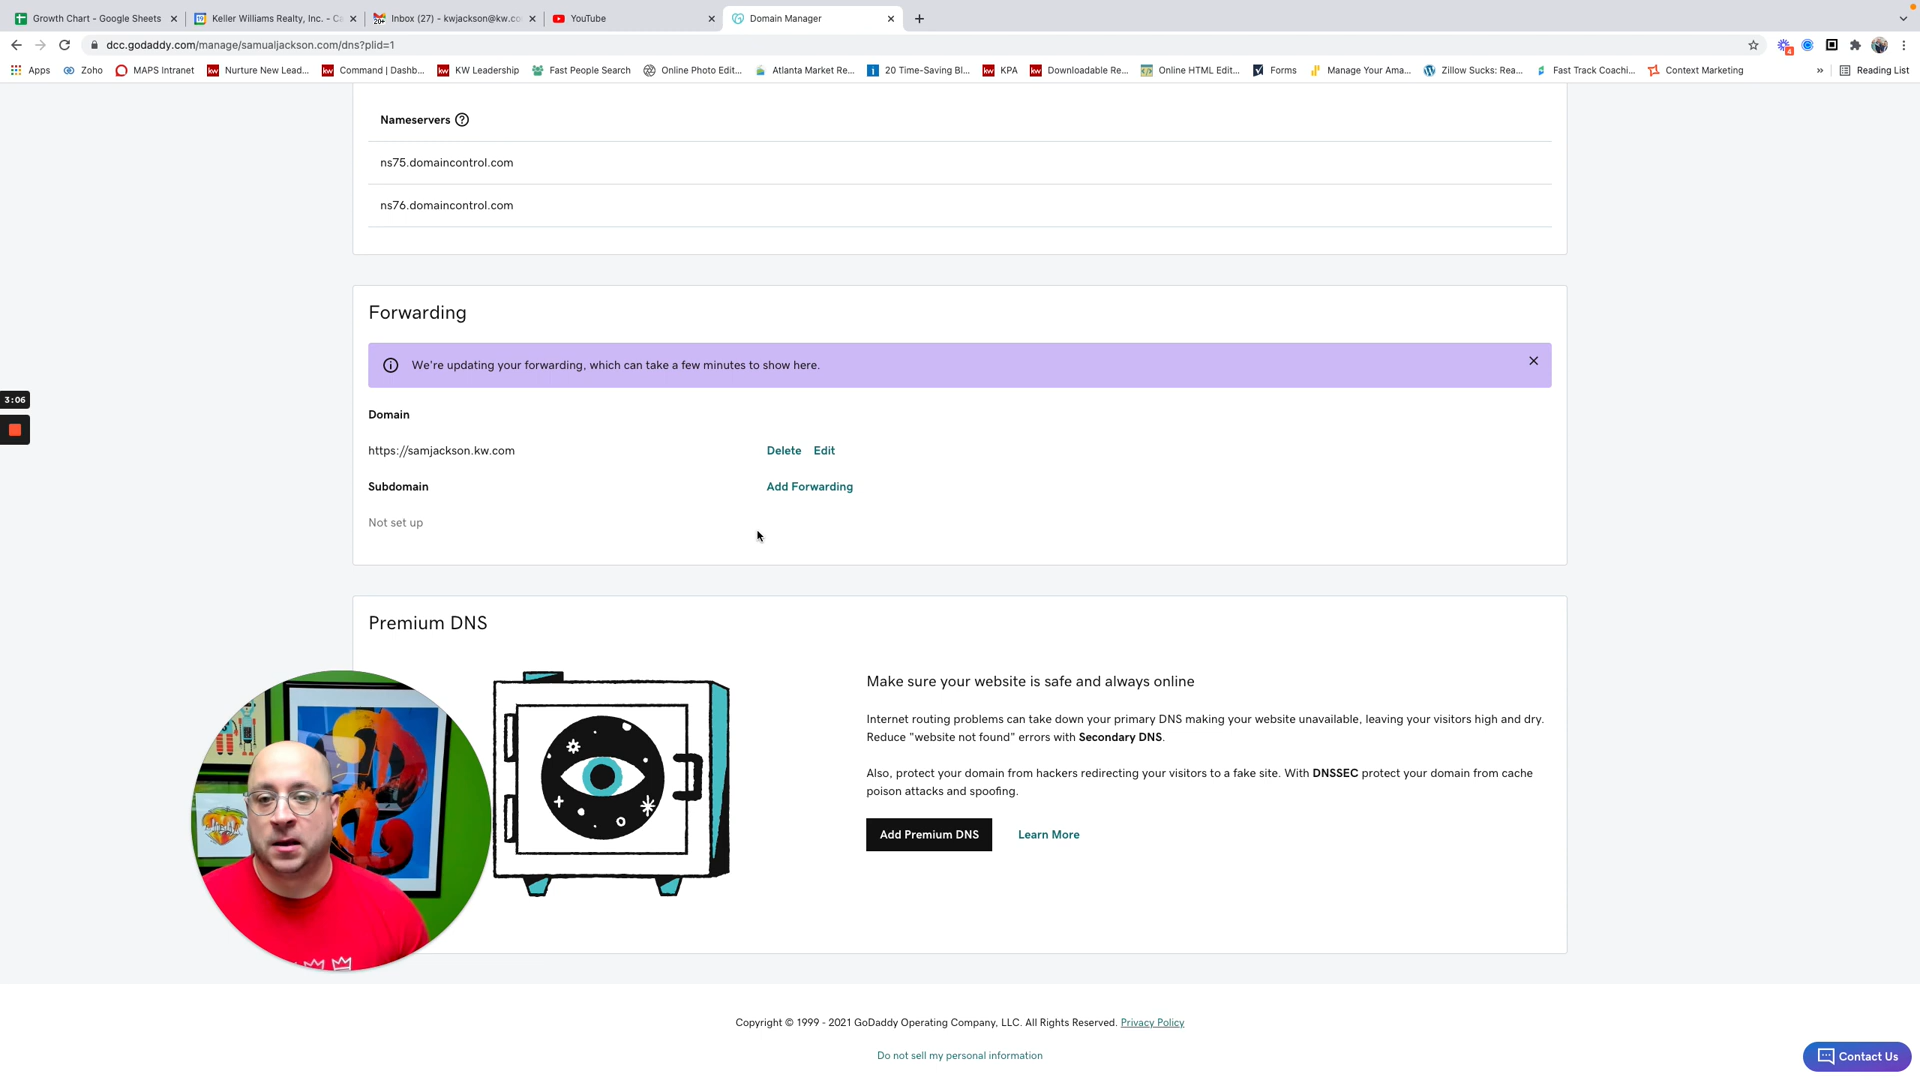 Growth Chart - Google Sheets
Keller Williams Realty, Inc. - Ca
Inbox (27) - kwjackson@kw.co
YouTube
Domain Manager
dcc.godaddy.com/manage/samualjackson.com/dns?plid=1
Apps
Zoho
MAPS Intranet
Nurture New Lead...
Command | Dashb...
KW Leadership
Fast People Search
Online Photo Edit...
Atlanta Market Re...
20 Time-Saving Bl...
KPA
Downloadable Re...
Online HTML Edit...
Forms
Manage Your Ama...
Zillow Sucks: Rea...
Fast Track Coachi...
Context Marketing
»
Reading List
Nameservers
ns75.domaincontrol.com
ns76.domaincontrol.com
Forwarding
We're updating your forwarding, which can take a few minutes to show here.
3:06
Domain
https://samjackson.kw.com Delete Edit
Subdomain Add Forwarding
Not set up
Premium DNS
Make sure your website is safe and always online
Internet routing problems can take down your primary DNS making your website unavailable, leaving your visitors high and dry.
Reduce "website not found" errors with Secondary DNS.
Also, protect your domain from hackers redirecting your visitors to a fake site. With DNSSEC protect your domain from cache
poison attacks and spoofing.
Add Premium DNS Learn More
Copyright © 1999 - 2021 GoDaddy Operating Company, LLC. All Rights Reserved. Privacy Policy
Do not sell my personal information
Contact Us